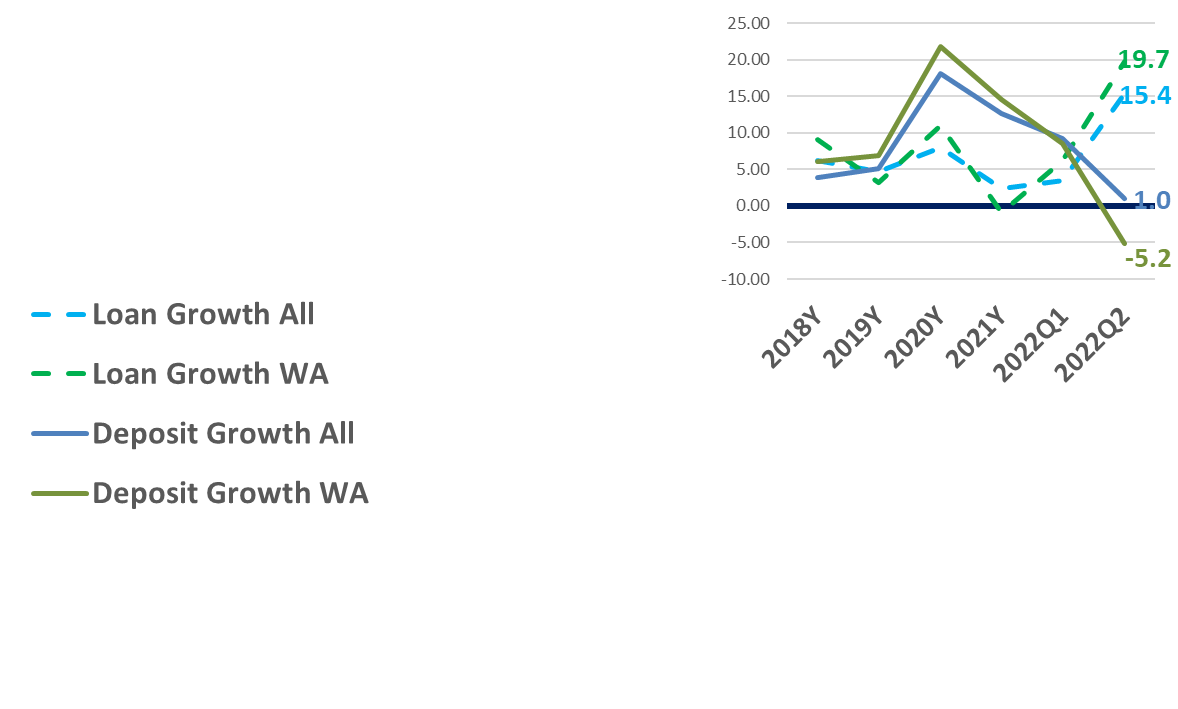 25.00
20.00
15.00
10.00
5.00
0.00
-5.00
-10.00
19.7
15.4
1.0
-5.2
2018Y
2019Y
2020Y
2021Y
2022Q1
2022Q2
Loan Growth All
Loan Growth WA
Deposit Growth All
Deposit Growth WA